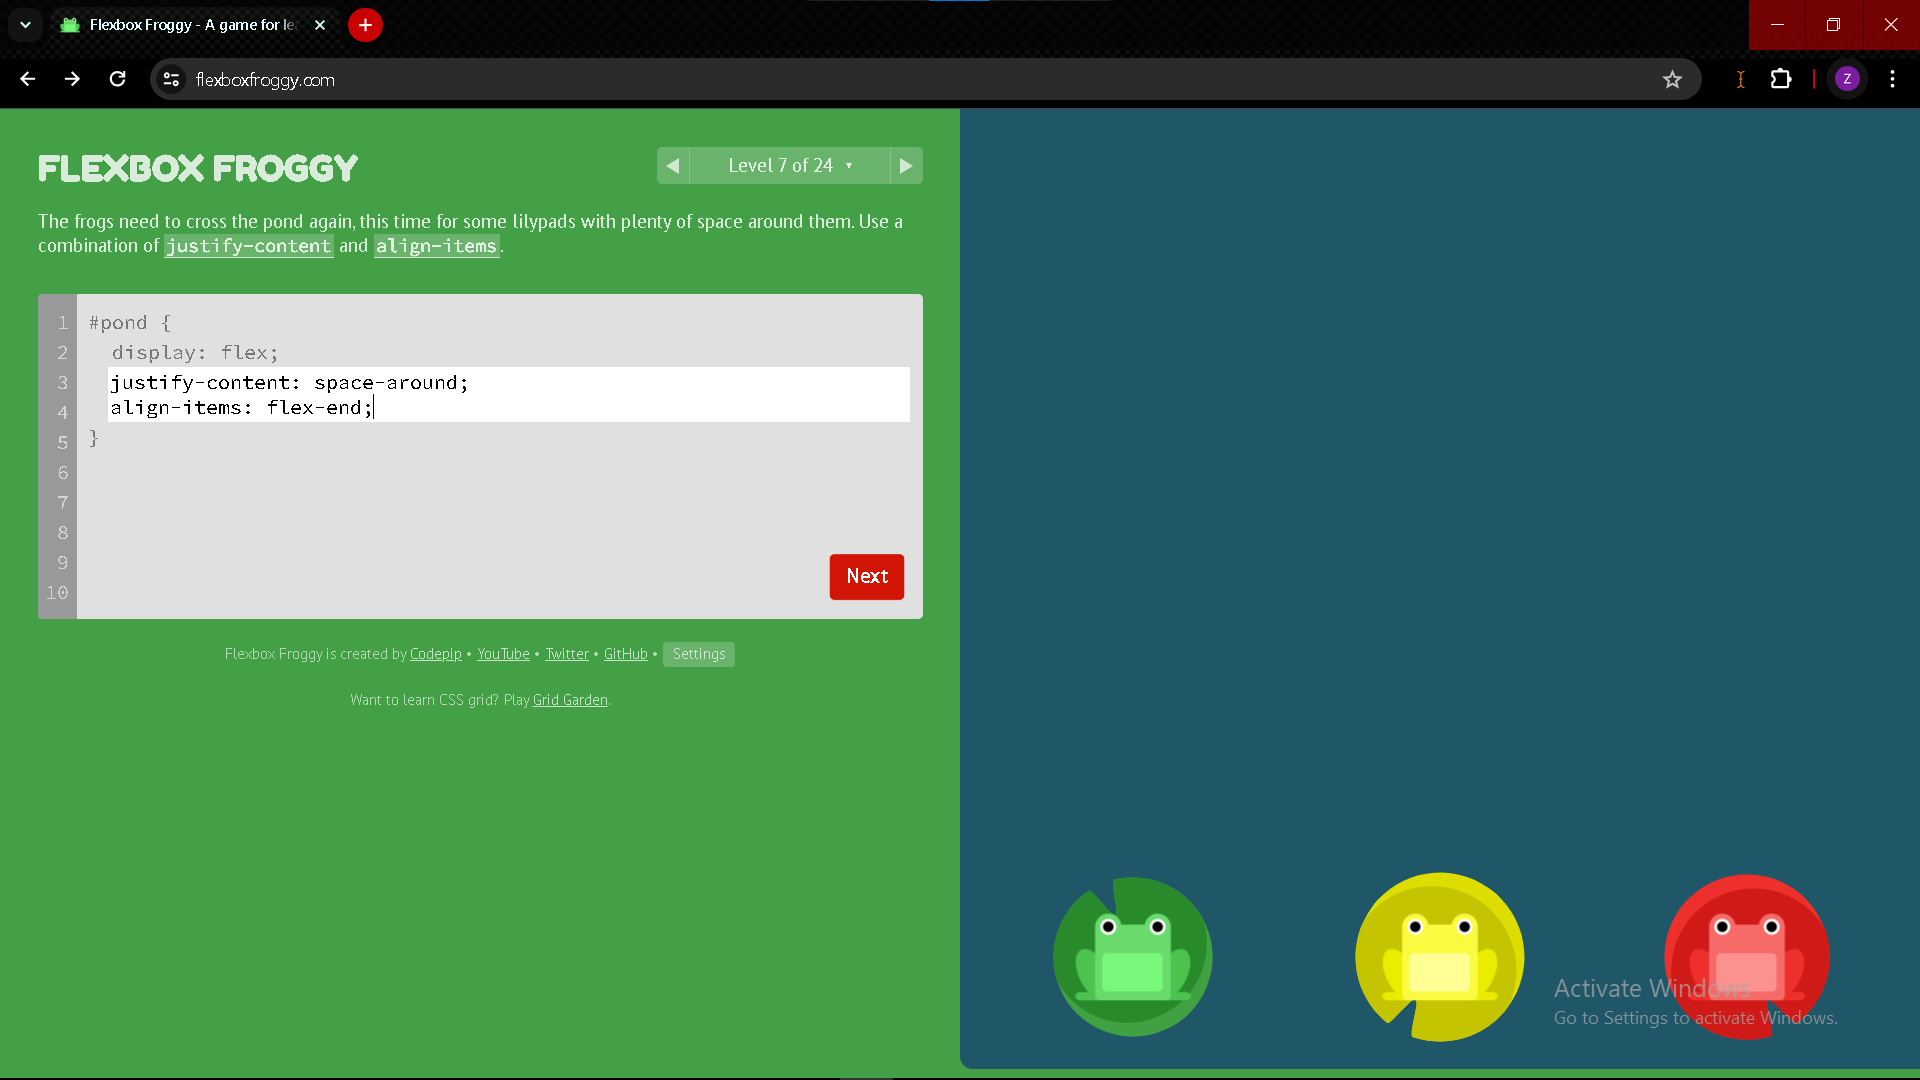 Flexbox Froggy - A game for le
flexboxfroggy.com
Z
FLEXBOX FROGGY
◀ Level 7 of 24 ▾ ▶
The frogs need to cross the pond again, this time for some lilypads with plenty of space around them. Use a
combination of justify-content and align-items.
1 #pond {
2 display: flex;
3 justify-content: space-around;
4 align-items: flex-end;
5 }
6
7
8
9
10
Next
Flexbox Froggy is created by Codepip • YouTube • Twitter • GitHub • Settings
Want to learn CSS grid? Play Grid Garden.
Activate Windows
Go to Settings to activate Windows.